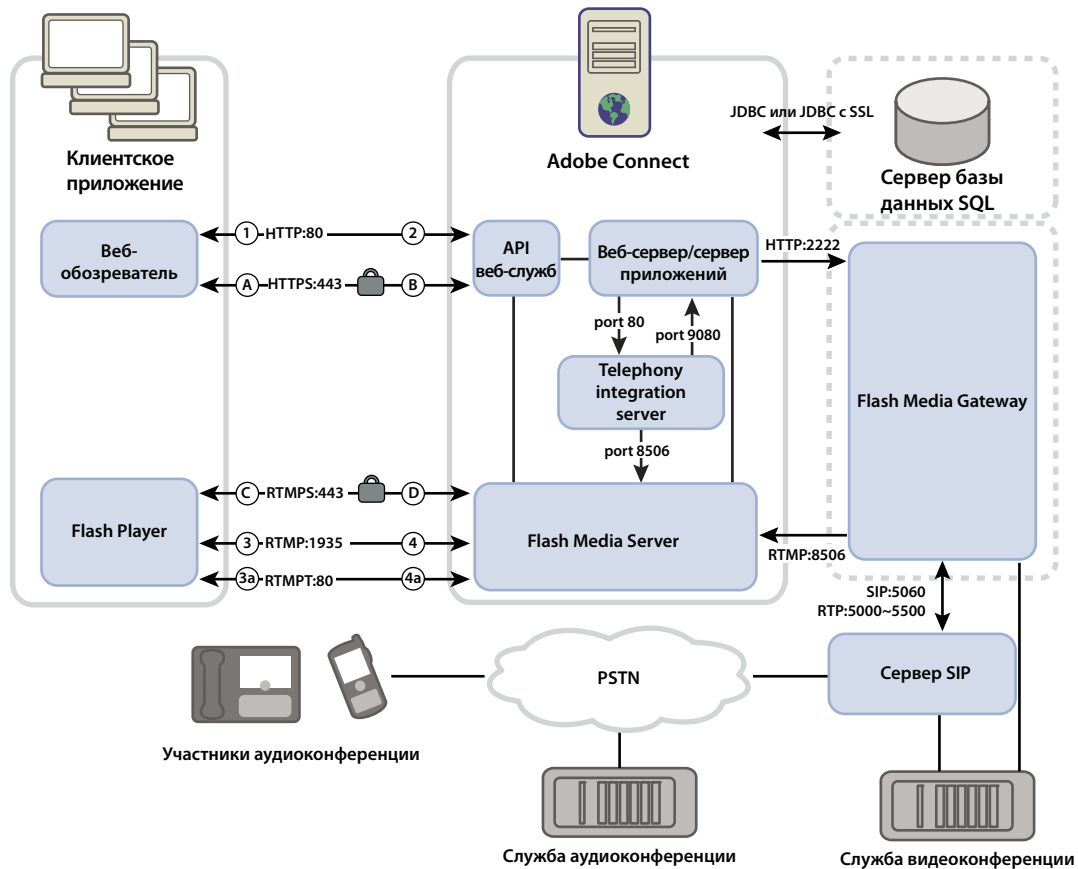 Клиентское
приложение
Adobe Connect
JDBC или JDBC с SSL
Сервер базы
данных SQL
Веб-
обозреватель
1 HTTP:80 2
A HTTPS:443 B
API
веб-служб
Веб-сервер/сервер
приложений
HTTP:2222
port 80
port 9080
Telephony
integration
server
port 8506
Flash Media Gateway
Flash Player
C RTMPS:443 D
3 RTMP:1935 4
3a RTMPT:80 4a
Flash Media Server
RTMP:8506
SIP:5060
RTP:5000~5500
PSTN
Сервер SIP
Участники аудиоконференции
Служба аудиоконференции
Служба видеоконференции